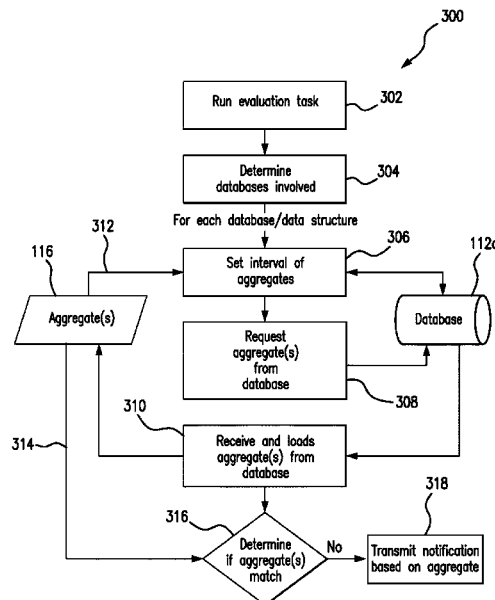 300
Run evaluation task
302
Determine
databases involved
304
For each database/data structure
312
306
116
Set interval of
aggregates
Aggregate(s)
Database
Request
aggregate(s)
from
database
308
310
Receive and loads
aggregate(s) from
database
314
316
318
Determine
if aggregate(s)
match
No
Transmit notification
based on aggregate